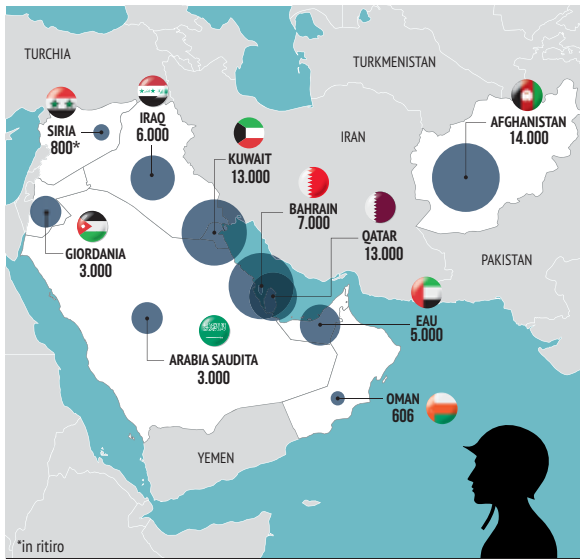 TURCHIA
TURKMENISTAN
SIRIA
800*
IRAQ
6.000
AFGHANISTAN
14.000
IRAN
KUWAIT
13.000
BAHRAIN
7.000
QATAR
13.000
GIORDANIA
3.000
PAKISTAN
EAU
5.000
ARABIA SAUDITA
3.000
OMAN
606
YEMEN
*in ritiro